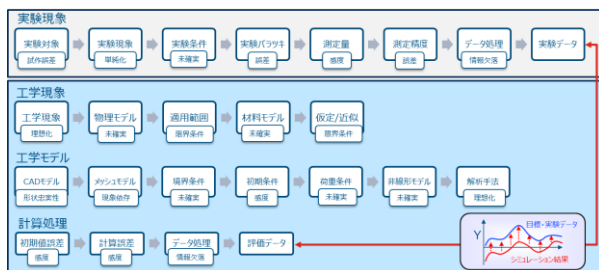 実験現象
実験対象 実験現象 実験条件 実験バラツキ 測定量 測定精度 データ処理 実験データ
試作誤差 単純化 未確実 誤差 感度 誤差 情報欠落
工学現象
工学現象 物理モデル 適用範囲 材料モデル 仮定/近似
理想化 未確実 限界条件 未確実 限界条件
工学モデル
CADモデル メッシュモデル 境界条件 初期条件 荷重条件 非線形モデル 解析手法
形状忠実性 現象依存 未確実 感度 未確実 未確実 理想化
計算処理
初期値誤差 計算誤差 データ処理 評価データ
感度 感度 情報欠落
目標・実験データ
Y
シミュレーション結果